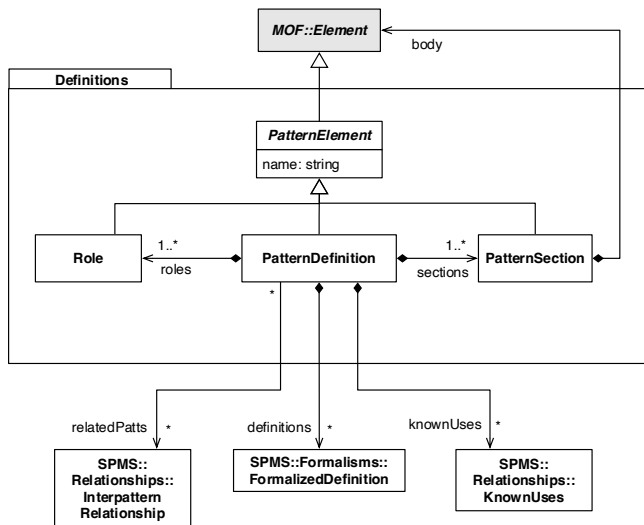 MOF::Element
body
Definitions
PatternElement
name: string
1..*
1..*
Role
PatternDefinition
PatternSection
roles
sections
*
relatedPatts
*
definitions
*
knownUses
*
SPMS::
Relationships::
Interpattern
Relationship
SPMS::Formalisms::
FormalizedDefinition
SPMS::
Relationships::
KnownUses